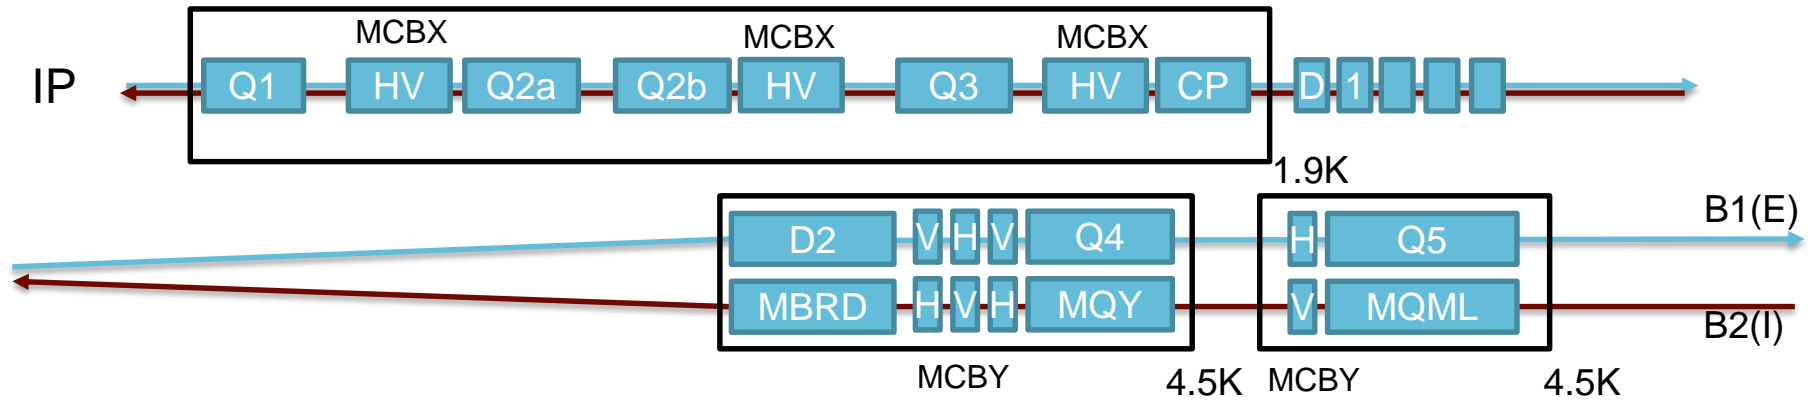 MCBX MCBX MCBX
IP Q1 HV Q2a Q2b HV Q3 HV CP D 1
1.9K
D2 V H V Q4 H Q5 B1(E)
MBRD H V H MQY V MQML B2(I)
MCBY 4.5K MCBY 4.5K